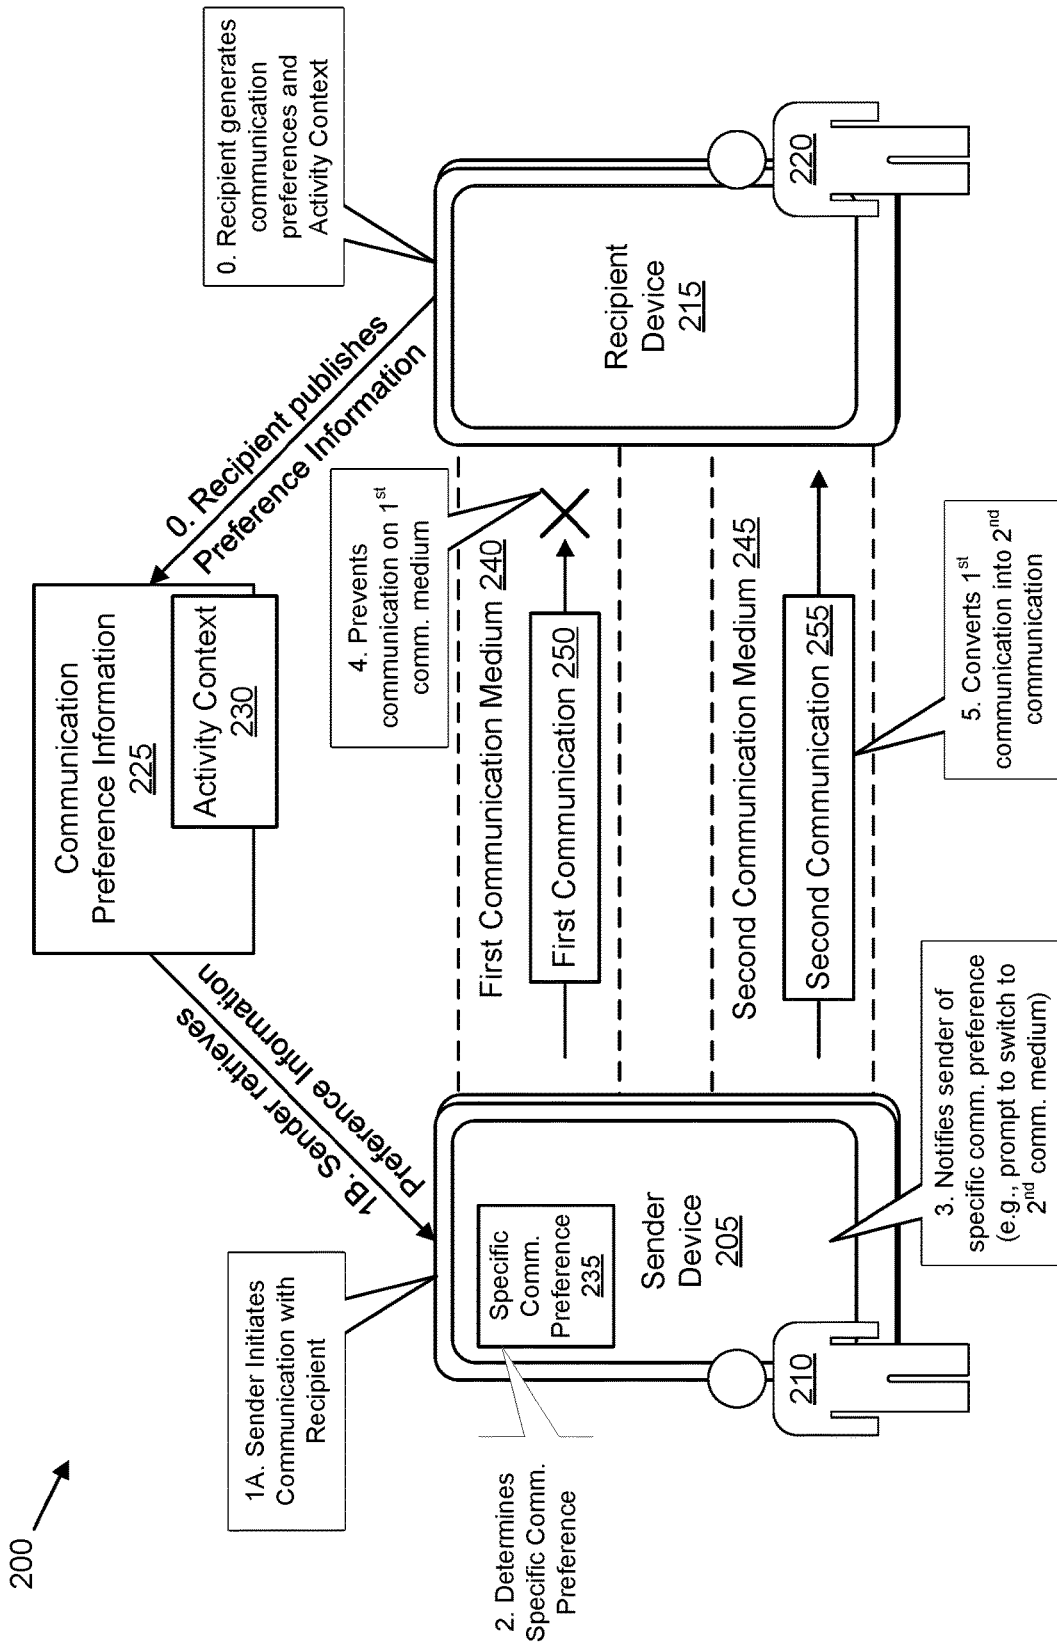 200
1A. Sender Initiates
Communication with
Recipient
Communication
Preference Information
225
Activity Context
230
0. Recipient generates
communication
preferences and
Activity Context
1B. Sender retrieves
Preference Information
0. Recipient publishes
Preference Information
2. Determines
Specific Comm.
Preference
Specific
Comm.
Preference
235
Sender
Device
205
210
First Communication Medium 240
First Communication 250
4. Prevents
communication on 1st
comm. medium
Second Communication Medium 245
Second Communication 255
Recipient
Device
215
220
3. Notifies sender of
specific comm. preference
(e.g., prompt to switch to
2nd comm. medium)
5. Converts 1st
communication into 2nd
communication